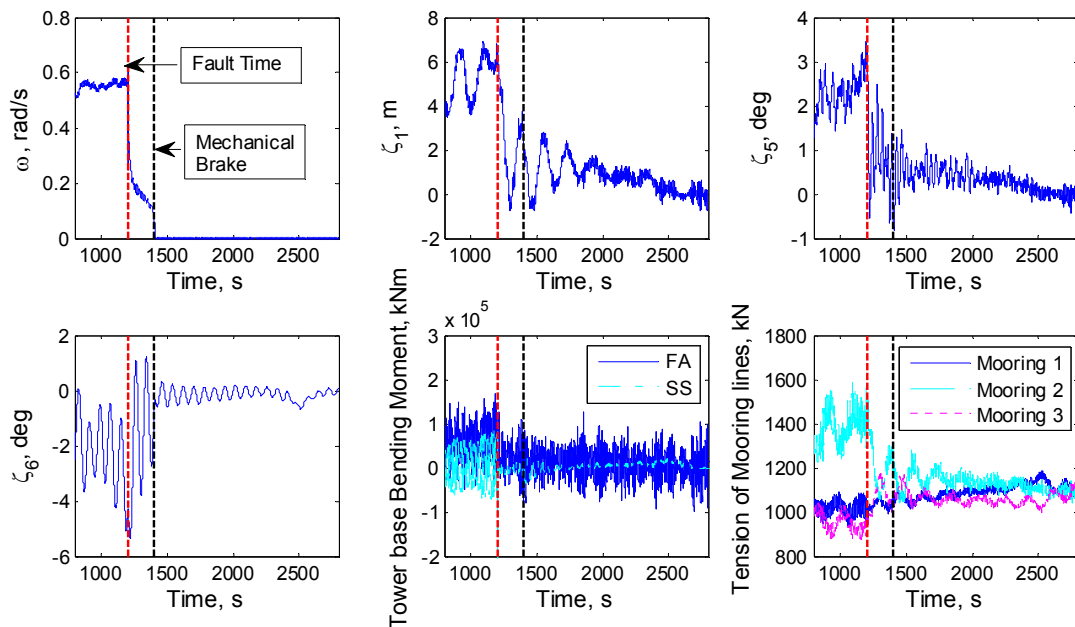 0.8
0.6
0.4
0.2
0
ω, rad/s
Fault Time
Mechanical
Brake
1000 1500 2000 2500
Time, s
8
6
4
2
0
-2
ζ1, m
1000 1500 2000 2500
Time, s
4
3
2
1
0
-1
ζ5, deg
1000 1500 2000 2500
Time, s
2
0
-2
-4
-6
ζ6, deg
1000 1500 2000 2500
Time, s
x 10^5
3
2
1
0
-1
-2
Tower base Bending Moment, kNm
FA
SS
1000 1500 2000 2500
Time, s
1800
1600
1400
1200
1000
800
Tension of Mooring lines, kN
Mooring 1
Mooring 2
Mooring 3
1000 1500 2000 2500
Time, s